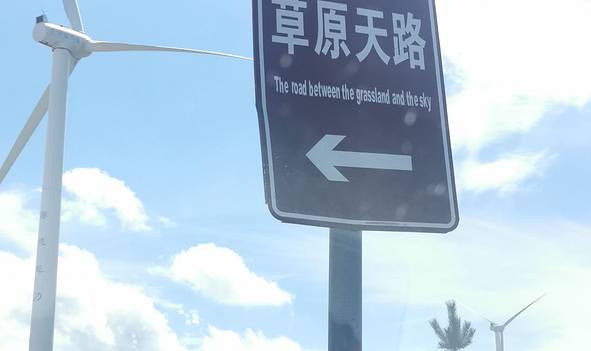 草原天路
The road between the grassland and the sky